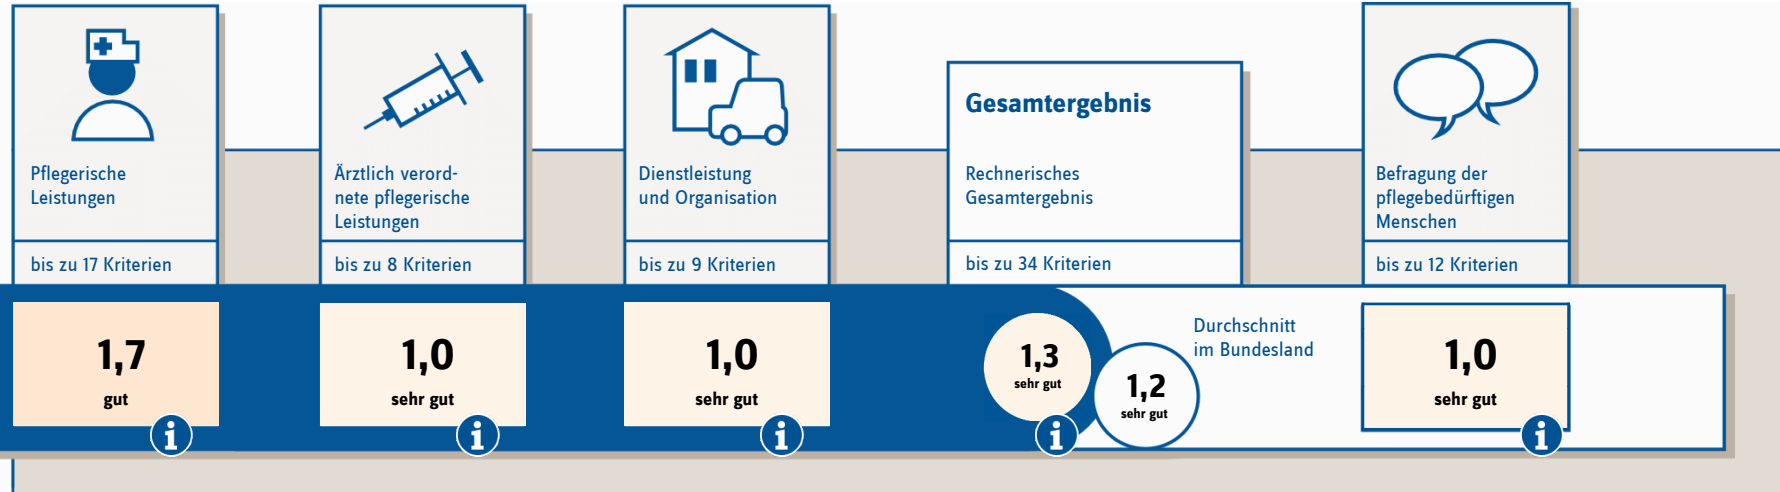 Pflegerische
Leistungen
bis zu 17 Kriterien
1,7
gut
Ärztlich verord-
nete pflegerische
Leistungen
bis zu 8 Kriterien
1,0
sehr gut
Dienstleistung
und Organisation
bis zu 9 Kriterien
1,0
sehr gut
Gesamtergebnis
Rechnerisches
Gesamtergebnis
bis zu 34 Kriterien
1,3
sehr gut
Durchschnitt
im Bundesland
1,2
sehr gut
Befragung der
pflegebedürftigen
Menschen
bis zu 12 Kriterien
1,0
sehr gut